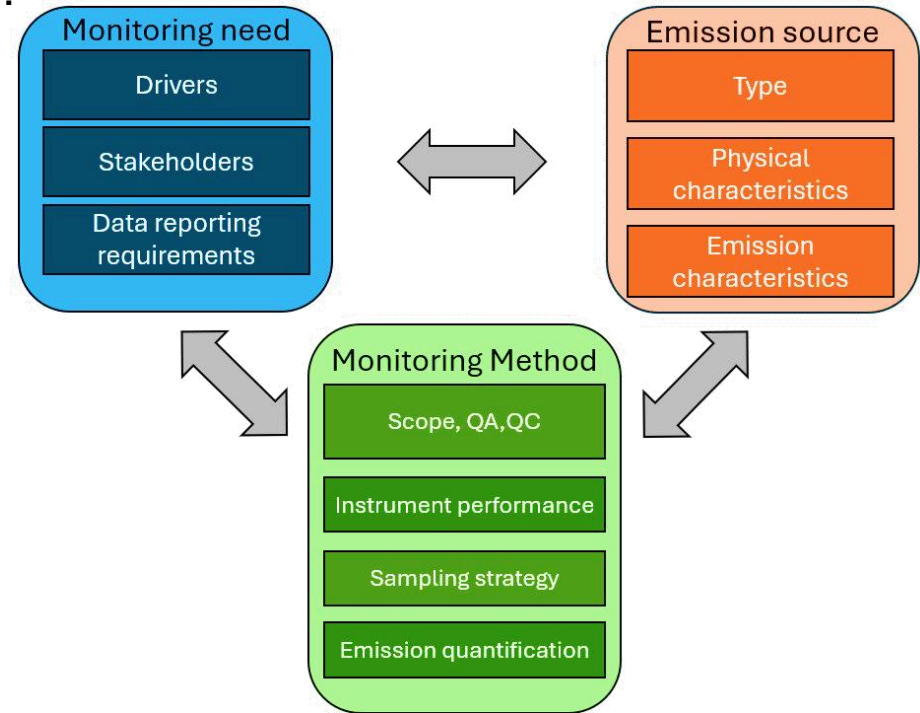 Monitoring need
Drivers
Stakeholders
Data reporting
requirements
Emission source
Type
Physical
characteristics
Emission
characteristics
Monitoring Method
Scope, QA,QC
Instrument performance
Sampling strategy
Emission quantification